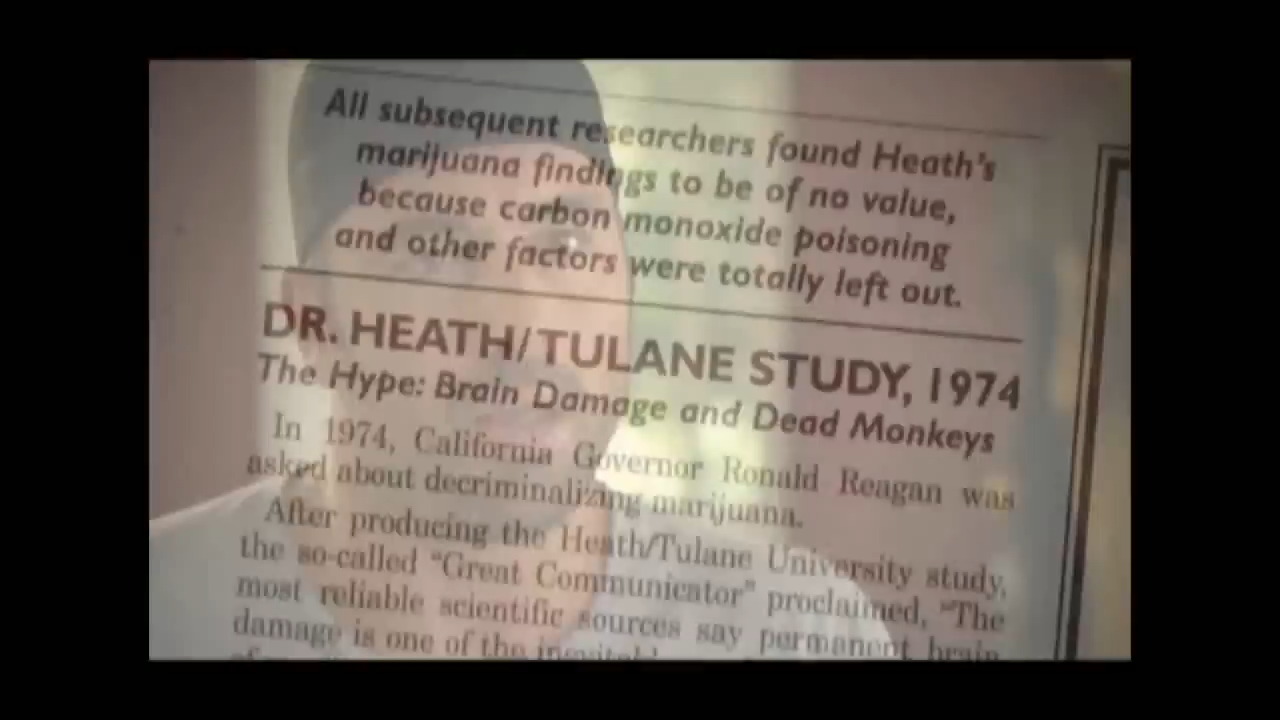 All subsequent researchers found Heath's
marijuana findings to be of no value,
because carbon monoxide poisoning
and other factors were totally left out.
DR. HEATH/TULANE STUDY, 1974
The Hype: Brain Damage and Dead Monkeys
In 1974, California Governor Ronald Reagan was
asked about decriminalizing marijuana.
After producing the Heath/Tulane University study,
the so-called "Great Communicator" proclaimed, "The
most reliable scientific sources say permanent brain
damage is one of the